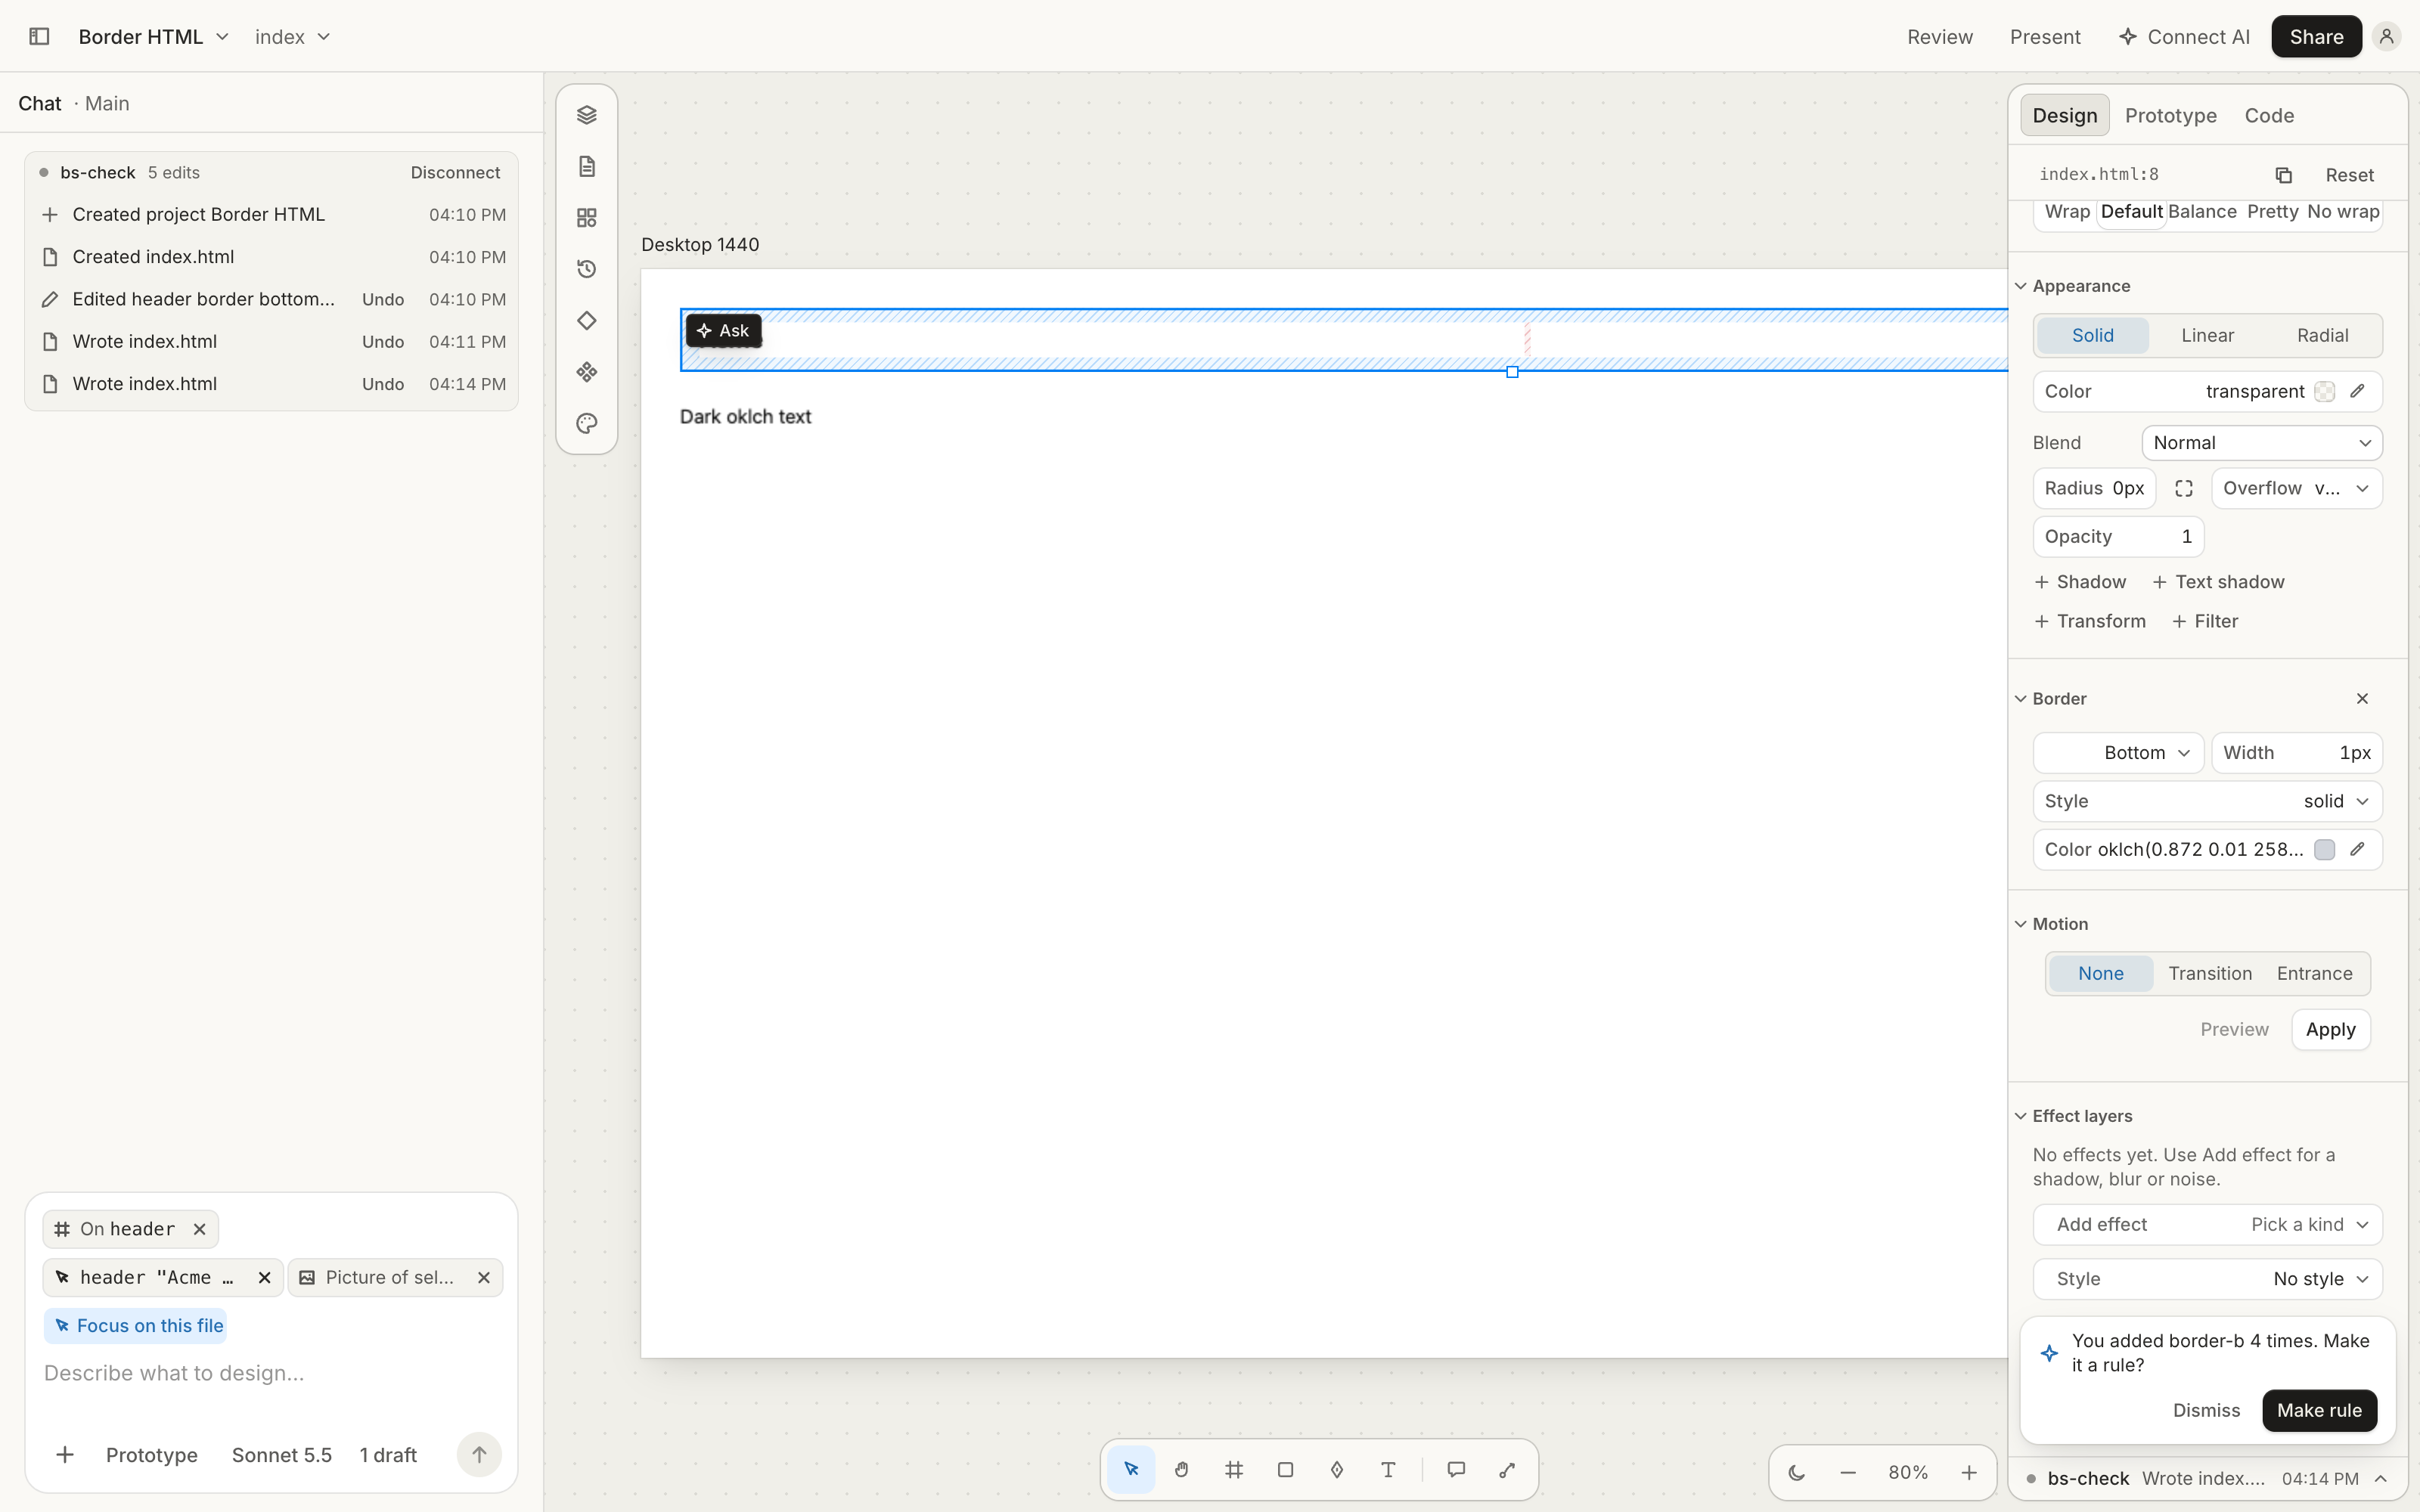 Border HTML
index
Review
Present
Connect AI
Share
Chat · Main
bs-check 5 edits Disconnect
Created project Border HTML 04:10 PM
Created index.html 04:10 PM
Edited header border bottom... Undo 04:10 PM
Wrote index.html Undo 04:11 PM
Wrote index.html Undo 04:14 PM
On header
header "Acme …
Picture of sel...
Focus on this file
Describe what to design...
Prototype
Sonnet 5.5
1 draft
Desktop 1440
Ask
Dark oklch text
80%
Design
Prototype
Code
index.html:8
Reset
Wrap Default Balance Pretty No wrap
Appearance
Solid Linear Radial
Color transparent
Blend Normal
Radius 0px Overflow v...
Opacity 1
Shadow Text shadow
Transform Filter
Border
Bottom Width 1px
Style solid
Color oklch(0.872 0.01 258...
Motion
None Transition Entrance
Preview Apply
Effect layers
No effects yet. Use Add effect for a
shadow, blur or noise.
Add effect Pick a kind
Style No style
You added border-b 4 times. Make
it a rule?
Dismiss Make rule
bs-check Wrote index.... 04:14 PM